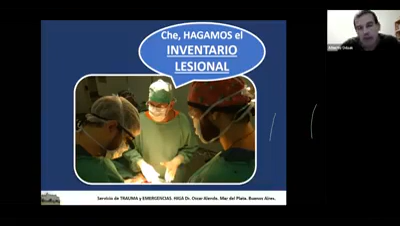 Che, HAGAMOS el
INVENTARIO
LESIONAL
Servicio de TRAUMA y EMERGENCIAS. HIGA Dr. Oscar Alende. Mar del Plata. Buenos Aires.